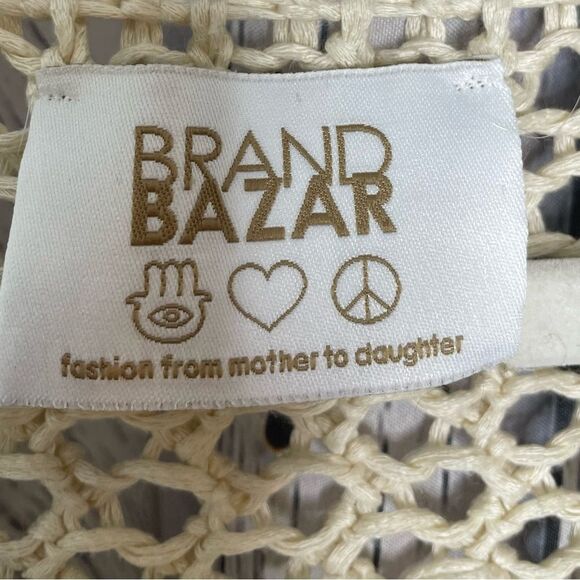 BRAND
BAZAR
fashion from mother to daughter